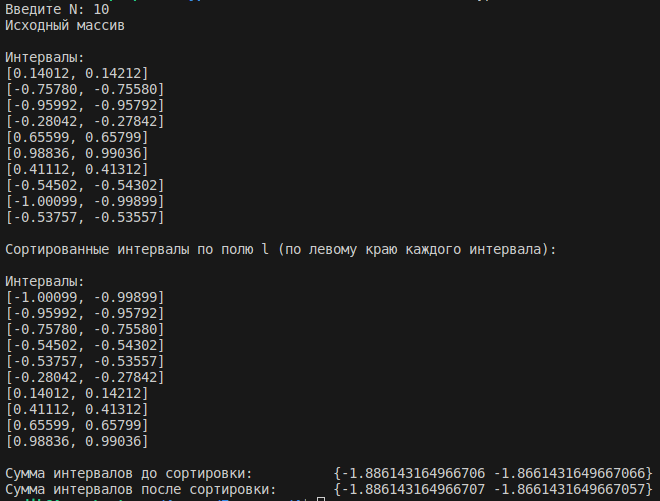 Введите N: 10
Исходный массив
Интервалы:
[0.14012, 0.14212]
[-0.75780, -0.75580]
[-0.95992, -0.95792]
[-0.28042, -0.27842]
[0.65599, 0.65799]
[0.98836, 0.99036]
[0.41112, 0.41312]
[-0.54502, -0.54302]
[-1.00099, -0.99899]
[-0.53757, -0.53557]
Сортированные интервалы по полю l (по левому краю каждого интервала):
Интервалы:
[-1.00099, -0.99899]
[-0.95992, -0.95792]
[-0.75780, -0.75580]
[-0.54502, -0.54302]
[-0.53757, -0.53557]
[-0.28042, -0.27842]
[0.14012, 0.14212]
[0.41112, 0.41312]
[0.65599, 0.65799]
[0.98836, 0.99036]
Сумма интервалов до сортировки: {-1.886143164966706 -1.8661431649667066}
Сумма интервалов после сортировки: {-1.886143164966707 -1.8661431649667057}